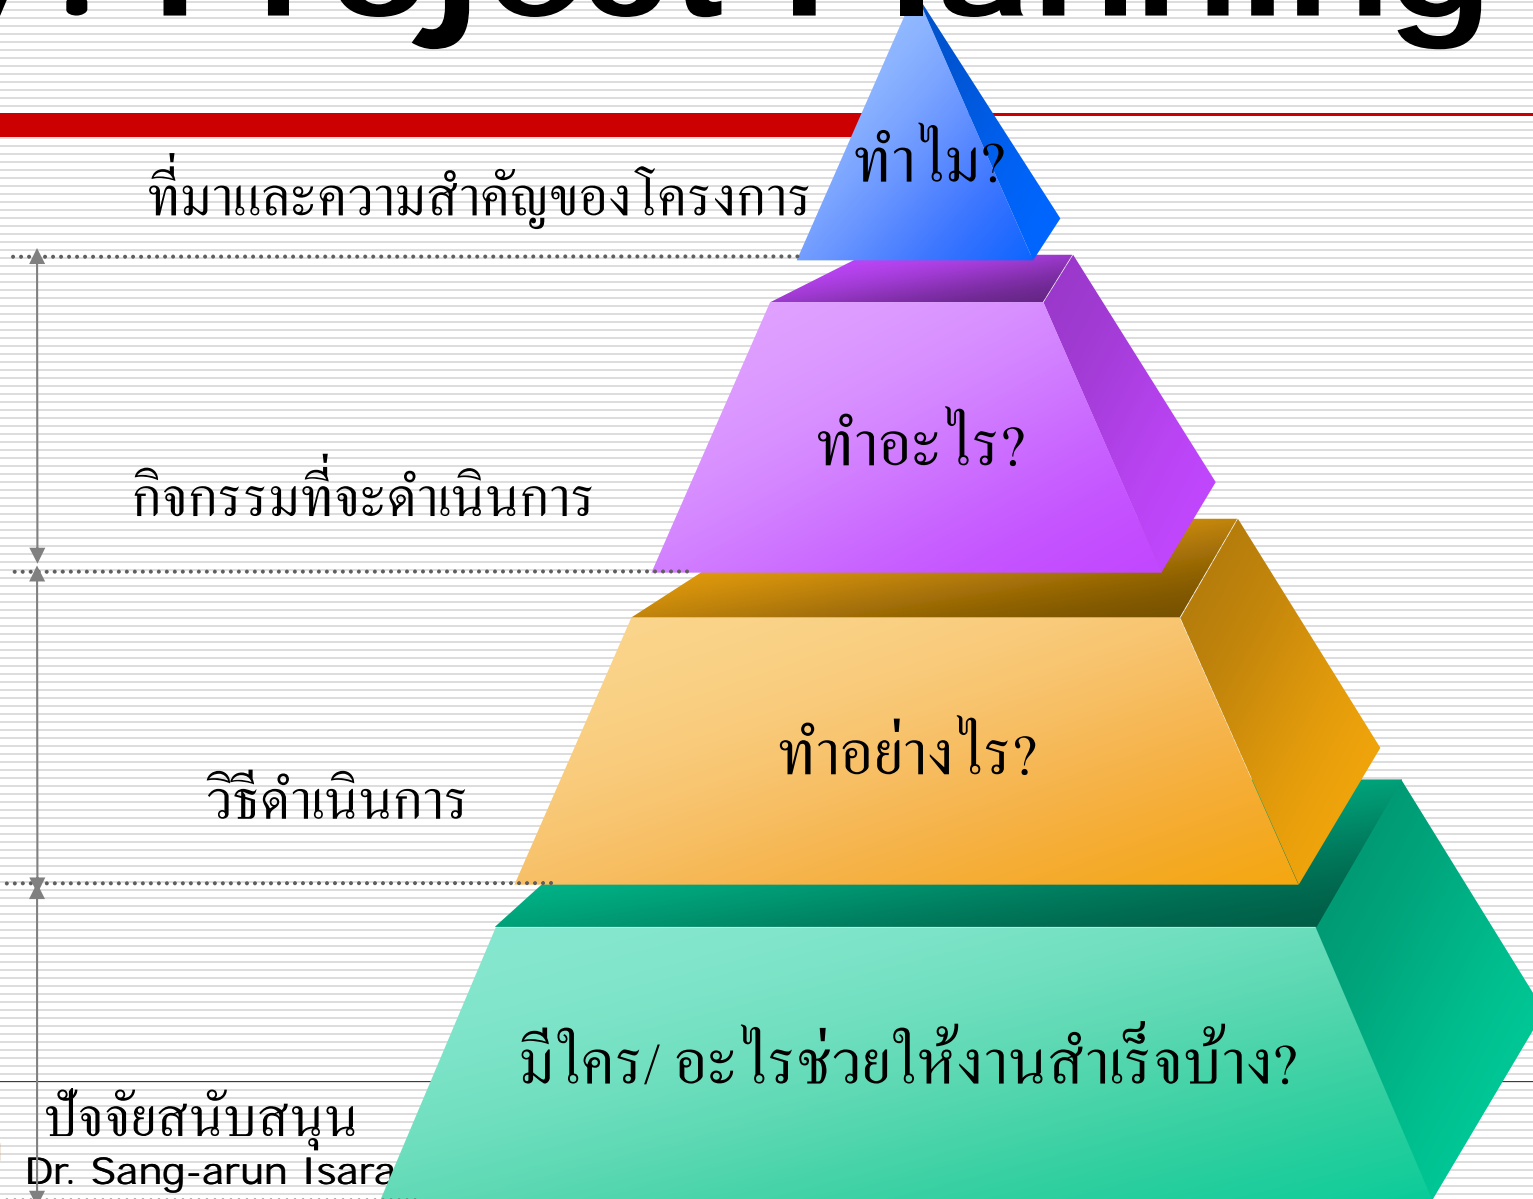 Project Planning
ทำไม?
ที่มาและความสำคัญของโครงการ
ทำอะไร?
กิจกรรมที่จะดำเนินการ
ทำอย่างไร?
วิธีดำเนินการ
มีใคร/ อะไรช่วยให้งานสำเร็จบ้าง?
ปัจจัยสนับสนุน
Dr. Sang-arun Isara